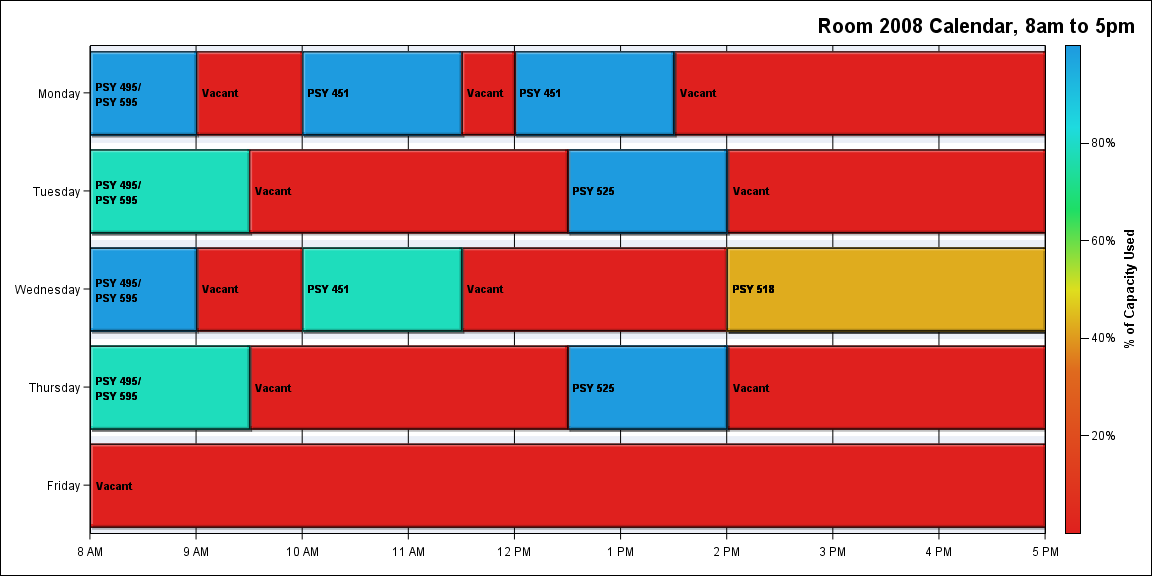 Room 2008 Calendar, 8am to 5pm
Monday
PSY 495/
PSY 595
Vacant
PSY 451
Vacant
PSY 451
Vacant
Tuesday
PSY 495/
PSY 595
Vacant
PSY 525
Vacant
Wednesday
PSY 495/
PSY 595
Vacant
PSY 451
Vacant
PSY 518
Thursday
PSY 495/
PSY 595
Vacant
PSY 525
Vacant
Friday
Vacant
8 AM 9 AM 10 AM 11 AM 12 PM 1 PM 2 PM 3 PM 4 PM 5 PM
80%
60%
40%
20%
% of Capacity Used